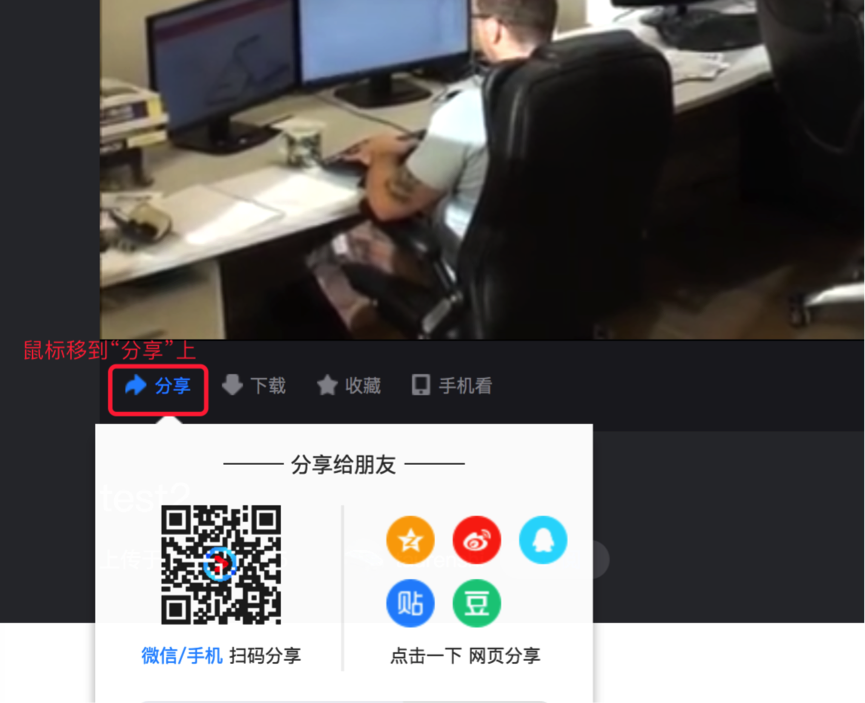 鼠标移到“分享”上
分享 下载 收藏 手机看
分享给朋友
test2
上传于
贴 豆
微信/手机 扫码分享
点击一下 网页分享